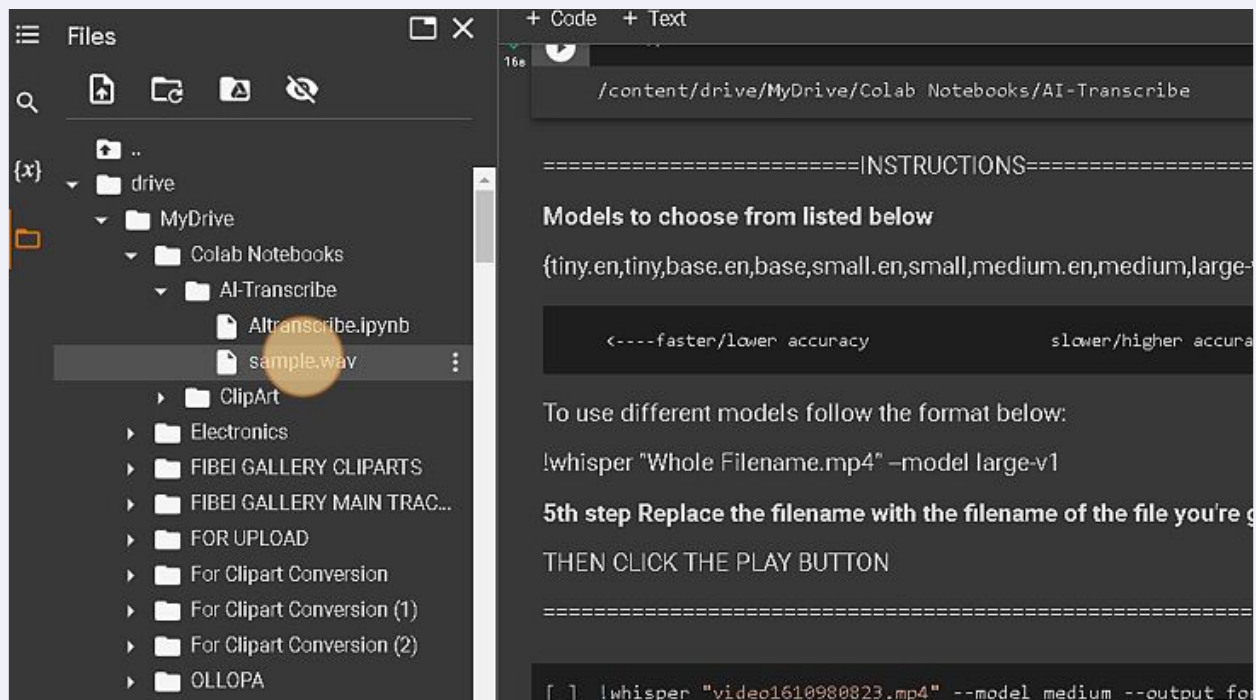 Files
{x}
..
drive
MyDrive
Colab Notebooks
AI-Transcribe
AItranscribe.ipynb
sample.wav
ClipArt
Electronics
FIBEI GALLERY CLIPARTS
FIBEI GALLERY MAIN TRAC...
FOR UPLOAD
For Clipart Conversion
For Clipart Conversion (1)
For Clipart Conversion (2)
OLLOPA
+ Code + Text
16s
/content/drive/MyDrive/Colab Notebooks/AI-Transcribe
=========================INSTRUCTIONS==================
Models to choose from listed below
{tiny.en,tiny,base.en,base,small.en,small,medium.en,medium,large-
<----faster/lower accuracy slower/higher accura
To use different models follow the format below:
!whisper "Whole Filename.mp4" –model large-v1
5th step Replace the filename with the filename of the file you're
THEN CLICK THE PLAY BUTTON
========================================================
[ ] !whisper "video1610980823.mp4" --model medium --output_for